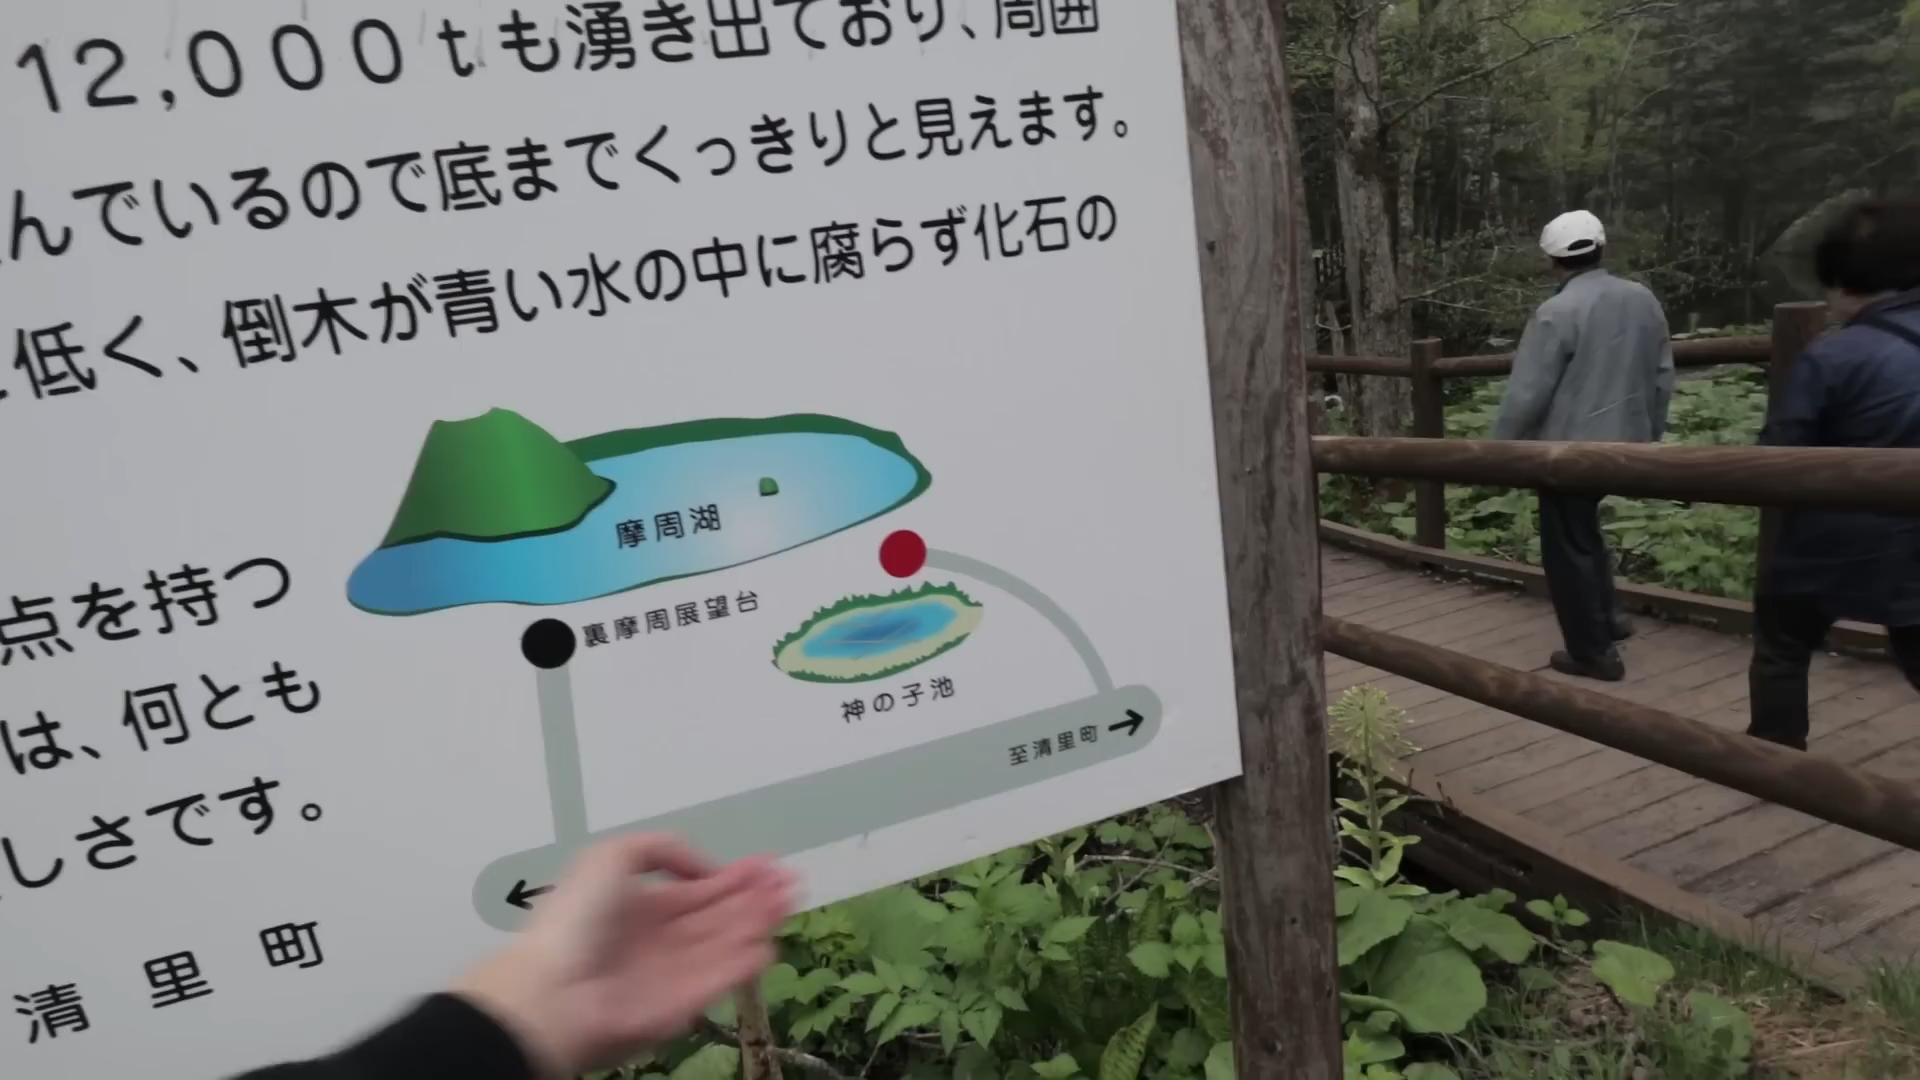 12,000tも湧き出ており、周囲
んでいるので底までくっきりと見えます。
低く、倒木が青い水の中に腐らず化石の
摩周湖
点を持つ
裏摩周展望台
は、何とも
神の子池
至清里町
しさです。
清里町